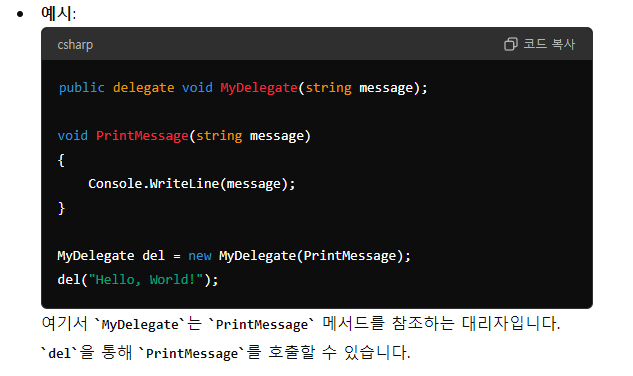 • 예시:
csharp 코드 복사
public delegate void MyDelegate(string message);
void PrintMessage(string message)
{
    Console.WriteLine(message);
}
MyDelegate del = new MyDelegate(PrintMessage);
del("Hello, World!");
여기서 `MyDelegate`는 `PrintMessage` 메서드를 참조하는 대리자입니다.
`del`을 통해 `PrintMessage`를 호출할 수 있습니다.